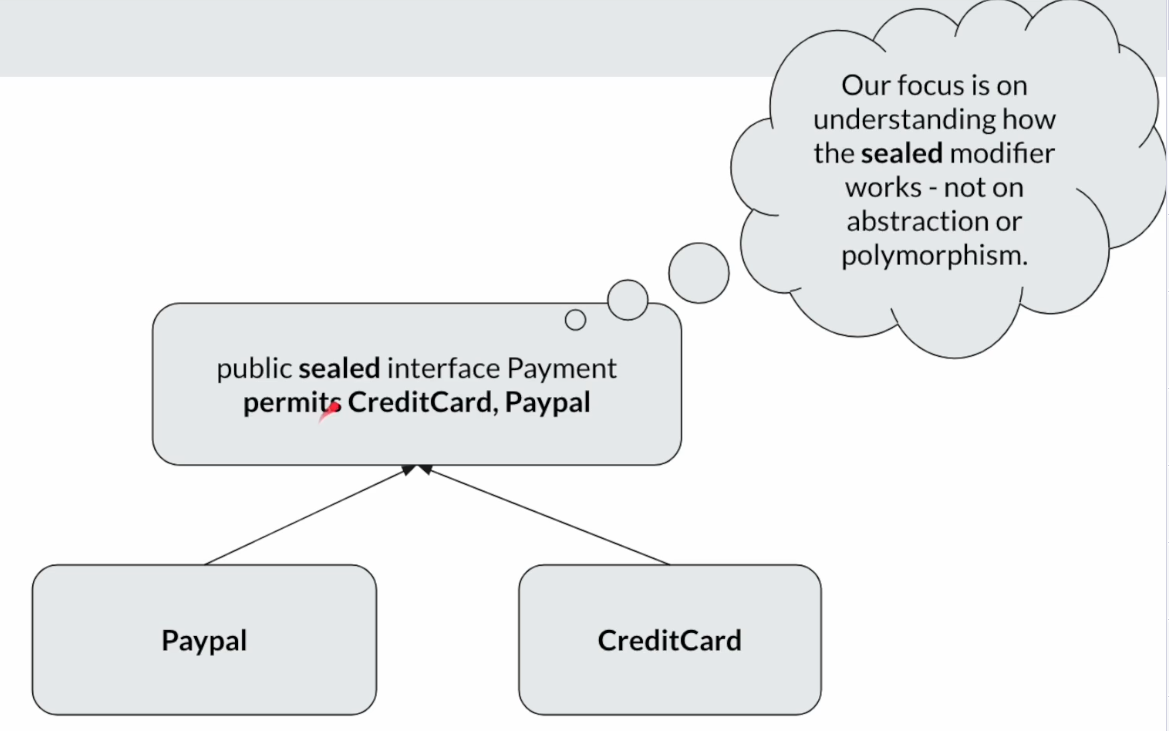 Our focus is on
understanding how
the sealed modifier
works - not on
abstraction or
polymorphism.
public sealed interface Payment
permits CreditCard, Paypal
Paypal
CreditCard